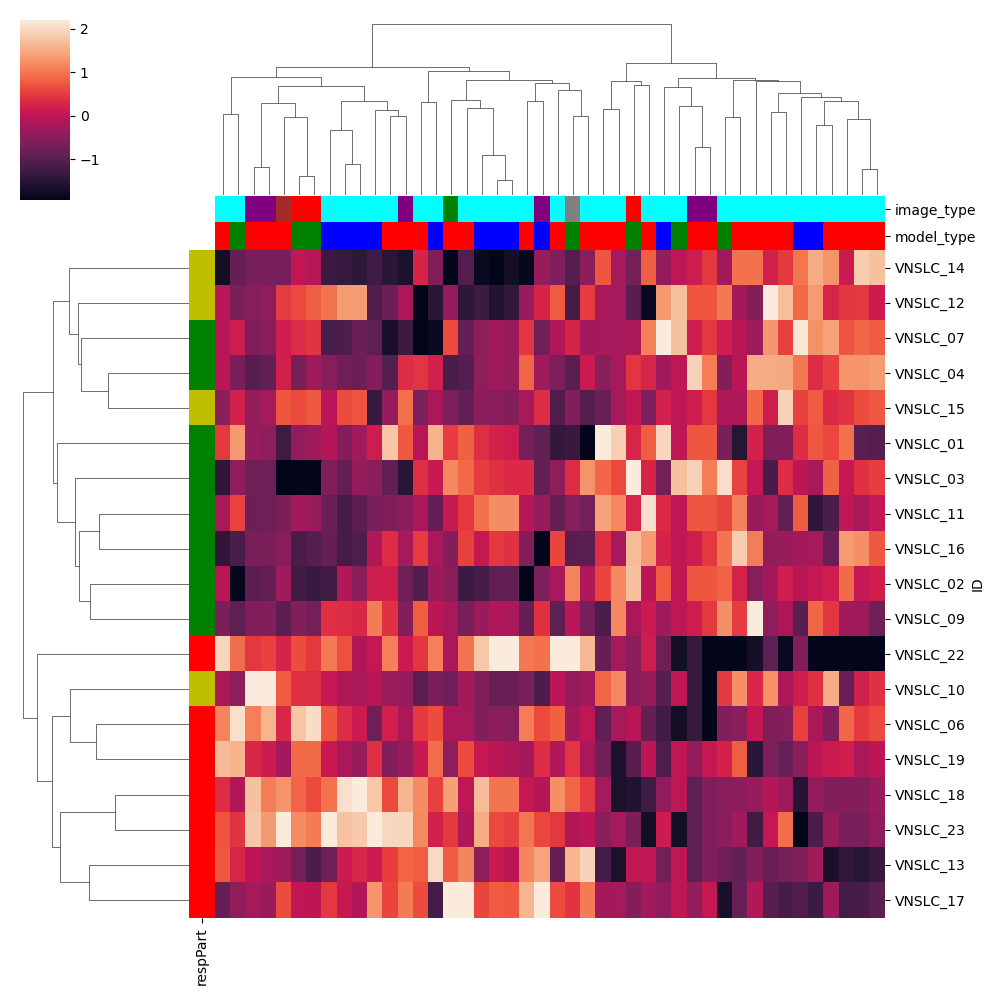 2
1
0
−1
image_type
model_type
VNSLC_14
VNSLC_12
VNSLC_07
VNSLC_04
VNSLC_15
VNSLC_01
VNSLC_03
VNSLC_11
VNSLC_16
VNSLC_02
VNSLC_09
VNSLC_22
VNSLC_10
VNSLC_06
VNSLC_19
VNSLC_18
VNSLC_23
VNSLC_13
VNSLC_17
ID
respPart